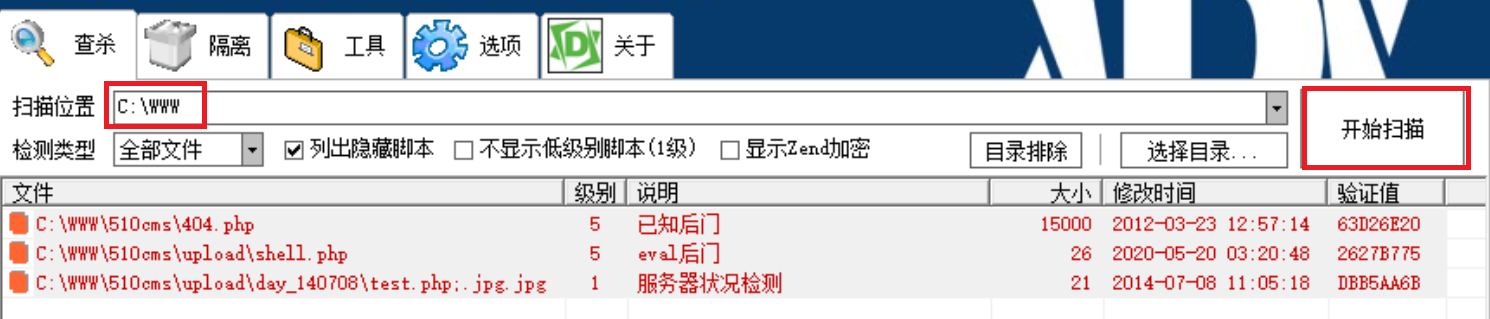 查杀 隔离 工具 选项 关于
扫描位置 C:\WWW 开始扫描
检测类型 全部文件 列出隐藏脚本 不显示低级别脚本(1级) 显示Zend加密 目录排除 选择目录...
文件 级别 说明 大小 修改时间 验证值
C:\WWW\510cms\404.php 5 已知后门 15000 2012-03-23 12:57:14 63D26E20
C:\WWW\510cms\upload\shell.php 5 eval后门 26 2020-05-20 03:20:48 2627B775
C:\WWW\510cms\upload\day_140708\test.php;.jpg.jpg 1 服务器状况检测 21 2014-07-08 11:05:18 DBB5AA6B